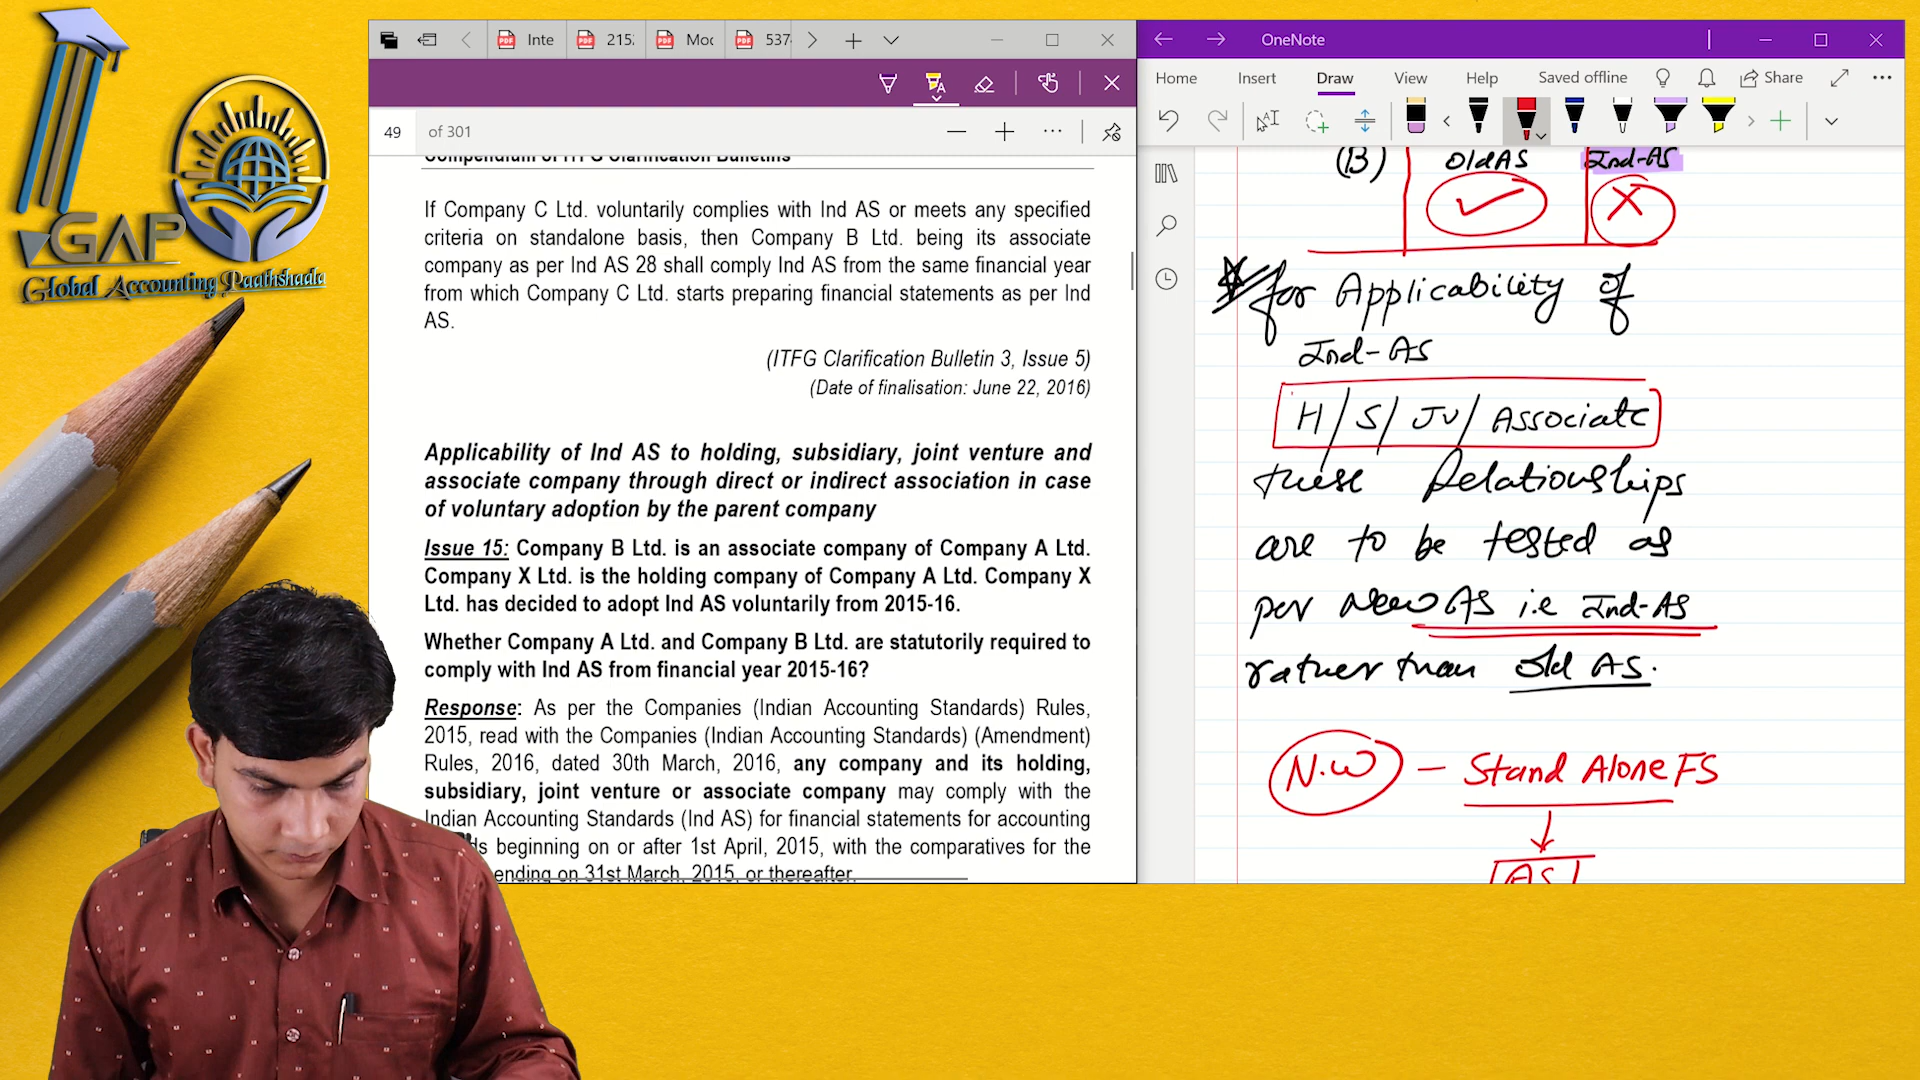 GAP
Global Accounting Paathshaala
Inte
215
Mod
537
49 of 301
Compendium of ITFG Clarification Bulletins
If Company C Ltd. voluntarily complies with Ind AS or meets any specified
criteria on standalone basis, then Company B Ltd. being its associate
company as per Ind AS 28 shall comply Ind AS from the same financial year
from which Company C Ltd. starts preparing financial statements as per Ind
AS.
(ITFG Clarification Bulletin 3, Issue 5)
(Date of finalisation: June 22, 2016)
Applicability of Ind AS to holding, subsidiary, joint venture and
associate company through direct or indirect association in case
of voluntary adoption by the parent company
Issue 15: Company B Ltd. is an associate company of Company A Ltd.
Company X Ltd. is the holding company of Company A Ltd. Company X
Ltd. has decided to adopt Ind AS voluntarily from 2015-16.
Whether Company A Ltd. and Company B Ltd. are statutorily required to
comply with Ind AS from financial year 2015-16?
Response: As per the Companies (Indian Accounting Standards) Rules,
2015, read with the Companies (Indian Accounting Standards) (Amendment)
Rules, 2016, dated 30th March, 2016, any company and its holding,
subsidiary, joint venture or associate company may comply with the
Indian Accounting Standards (Ind AS) for financial statements for accounting
beginning on or after 1st April, 2015, with the comparatives for the
ending on 31st March, 2015, or thereafter.
OneNote
Home Insert Draw View Help Saved offline Share
(B) Old AS Ind-AS
for Applicability of
Ind-AS
H/S/JV/Associate
these Relationships
are to be tested as
per New AS i.e Ind-AS
rather than old AS.
N.W - Stand Alone FS
AS